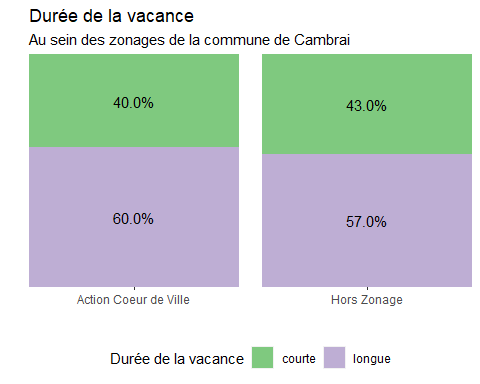 Durée de la vacance
Au sein des zonages de la commune de Cambrai
40.0%
43.0%
60.0%
57.0%
Action Coeur de Ville
Hors Zonage
Durée de la vacance courte longue